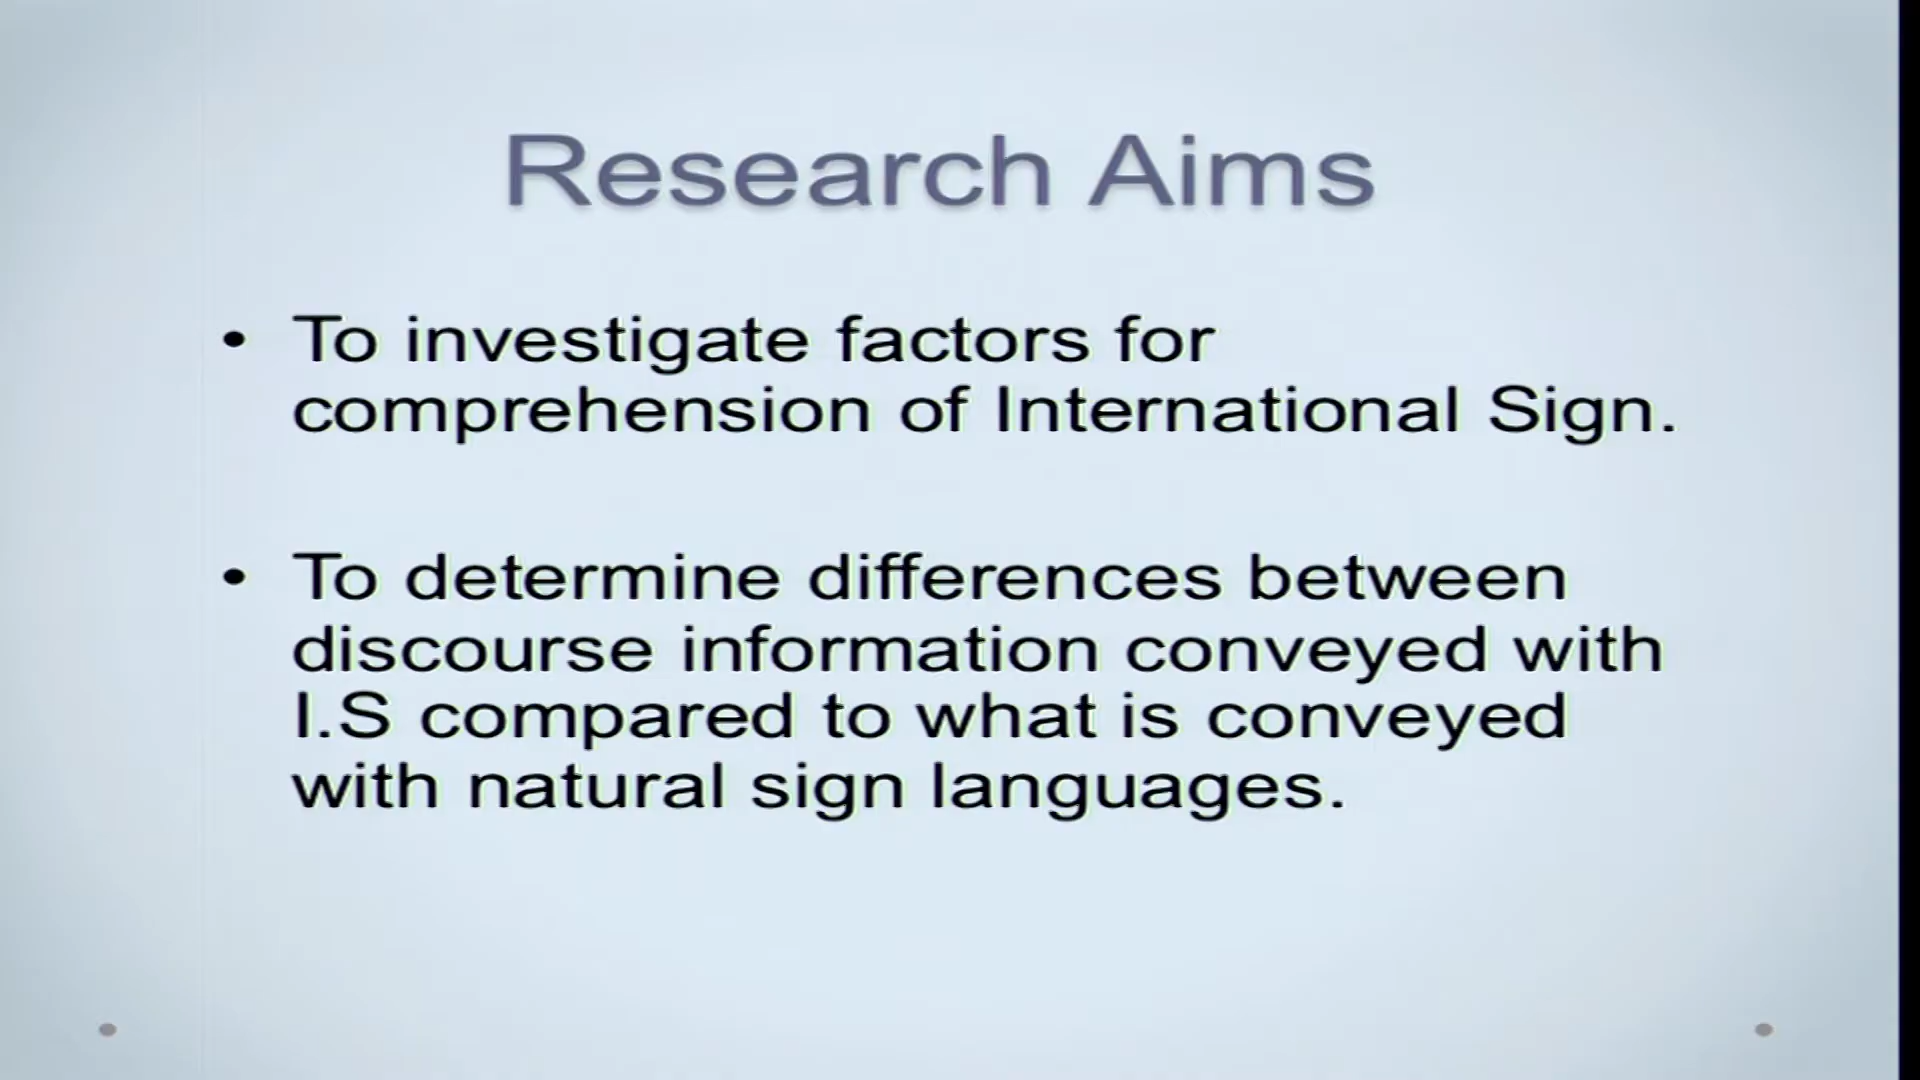 Research Aims
• To investigate factors for
comprehension of International Sign.
• To determine differences between
discourse information conveyed with
I.S compared to what is conveyed
with natural sign languages.